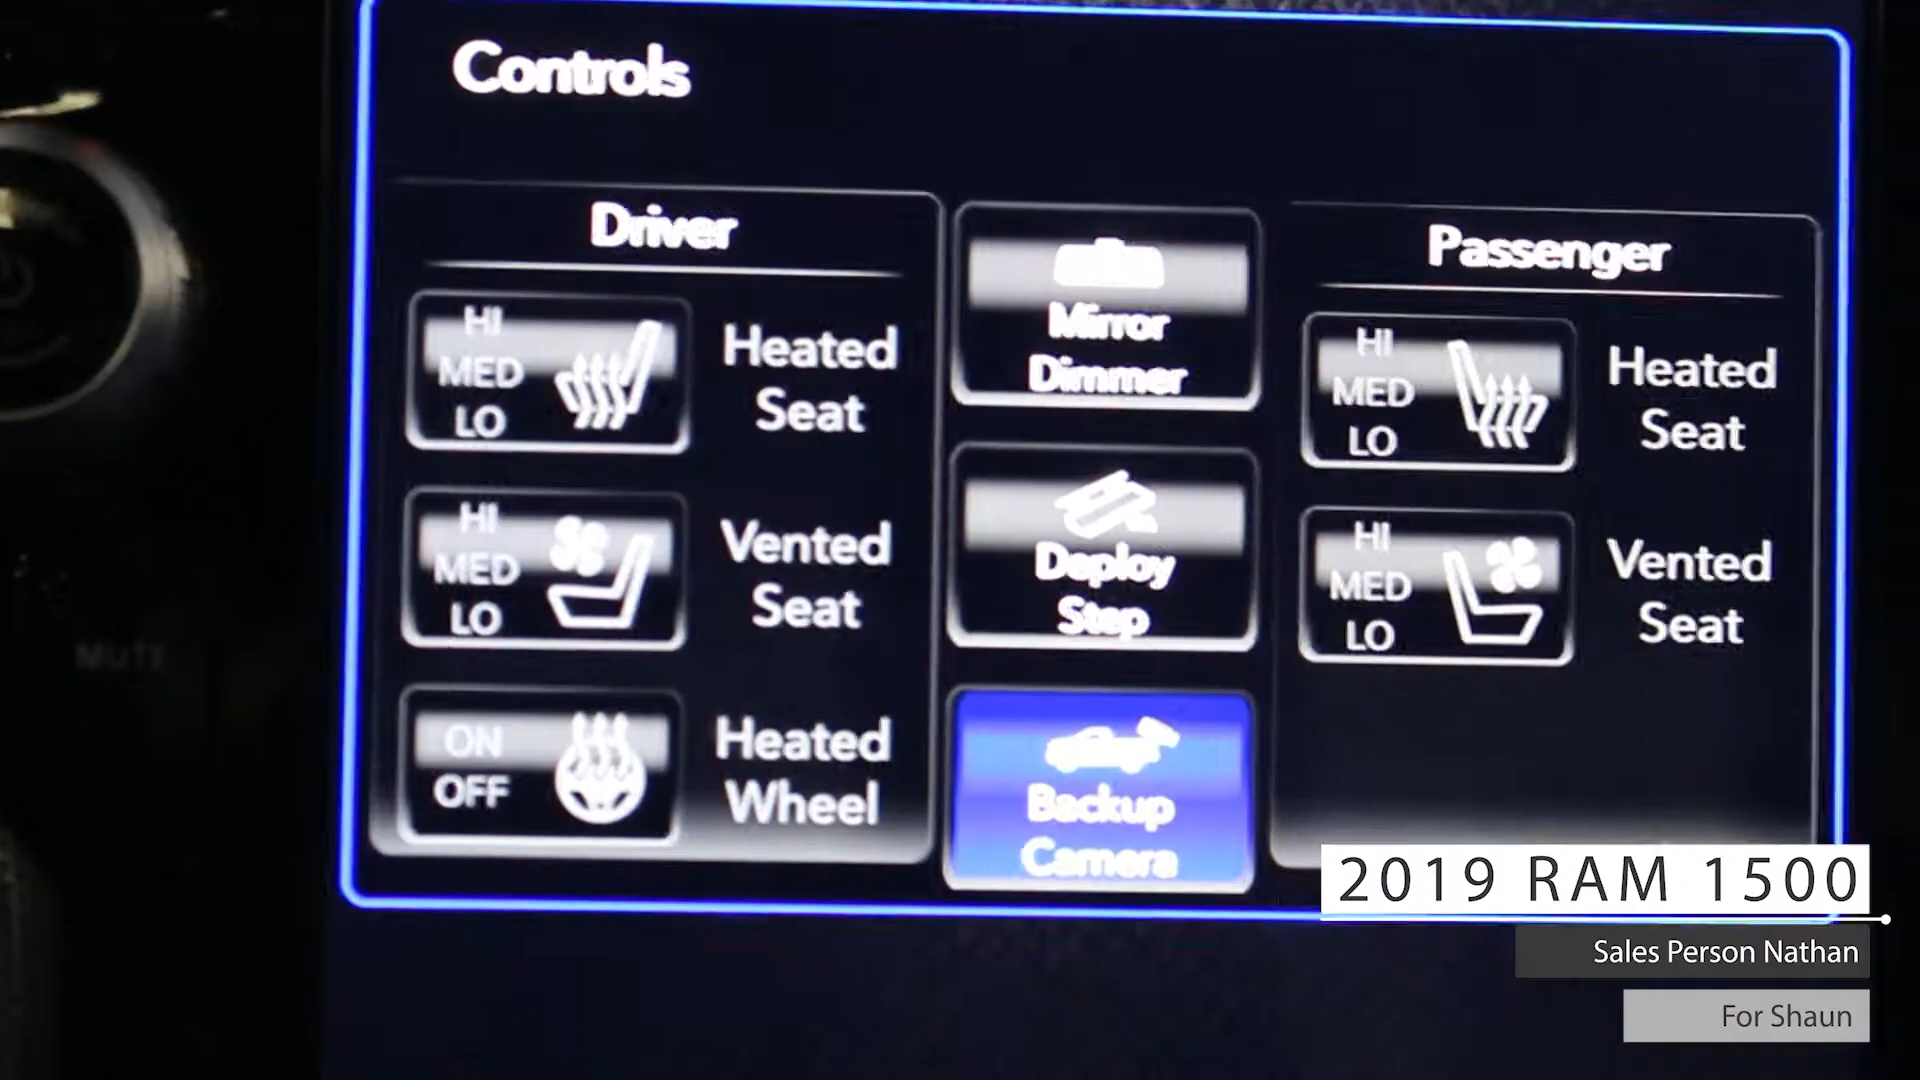 Controls
Driver
HI
MED
LO
Heated
Seat
HI
MED
LO
Vented
Seat
ON
OFF
Heated
Wheel
Mirror
Dimmer
Deploy
Step
Backup
Camera
Passenger
HI
MED
LO
Heated
Seat
HI
MED
LO
Vented
Seat
MUTE
2019 RAM 1500
Sales Person Nathan
For Shaun